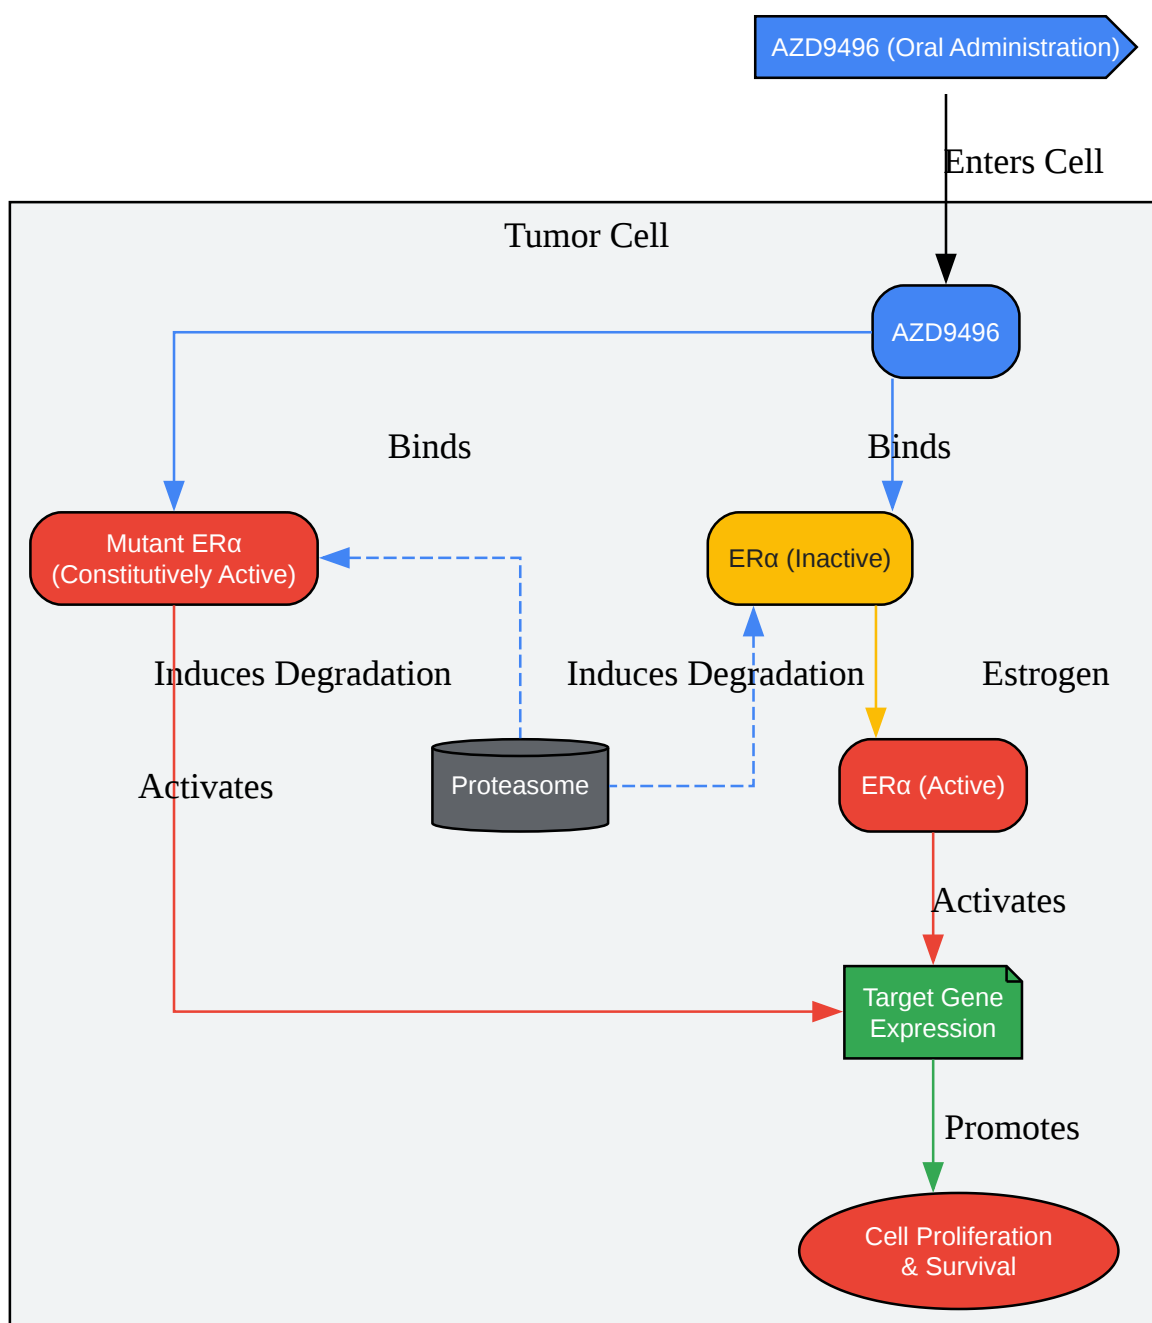 AZD9496 (Oral Administration)
Enters Cell
Tumor Cell
AZD9496
Binds
Binds
Mutant ERα
(Constitutively Active)
ERα (Inactive)
Induces Degradation
Induces Degradation
Estrogen
Activates
Proteasome
ERα (Active)
Activates
Target Gene
Expression
Promotes
Cell Proliferation
& Survival